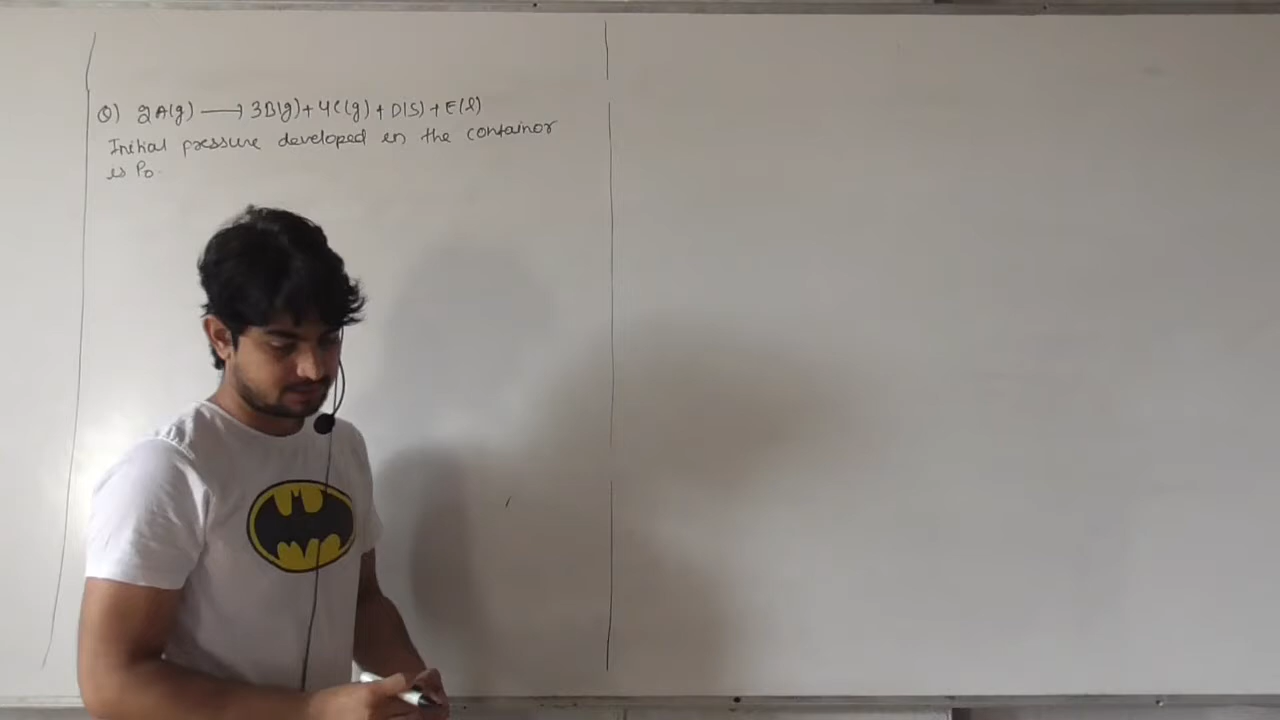 Q) 2A(g) ⟶ 3B(g) + 4C(g) + D(s) + E(l)
Initial pressure developed in the container
is P₀.